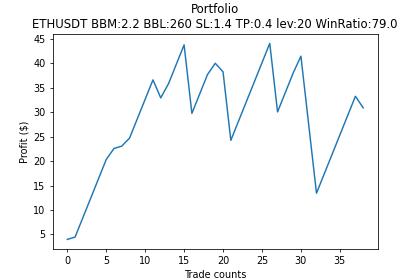 Portfolio
ETHUSDT BBM:2.2 BBL:260 SL:1.4 TP:0.4 lev:20 WinRatio:79.0
45
40
35
30
25
20
15
10
5
Profit ($)
0 5 10 15 20 25 30 35
Trade counts